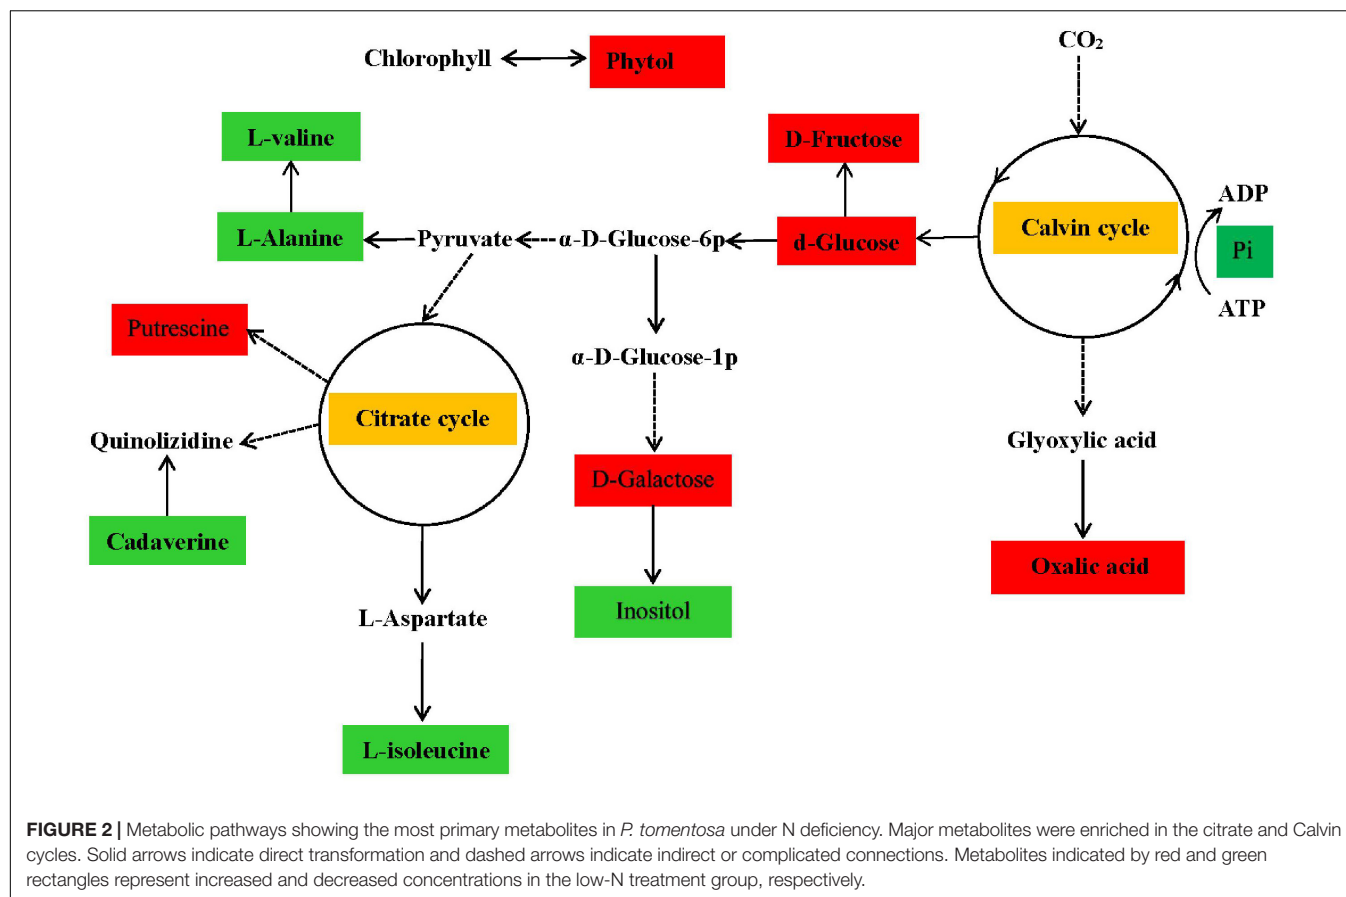 CO₂
Chlorophyll
Phytol
L-valine
D-Fructose
ADP
L-Alanine
Pyruvate
α-D-Glucose-6p
d-Glucose
Calvin cycle
Pi
ATP
Putrescine
α-D-Glucose-1p
Citrate cycle
Quinolizidine
Glyoxylic acid
D-Galactose
Cadaverine
Oxalic acid
L-Aspartate
Inositol
L-isoleucine
FIGURE 2 | Metabolic pathways showing the most primary metabolites in P. tomentosa under N deficiency. Major metabolites were enriched in the citrate and Calvin
cycles. Solid arrows indicate direct transformation and dashed arrows indicate indirect or complicated connections. Metabolites indicated by red and green
rectangles represent increased and decreased concentrations in the low-N treatment group, respectively.